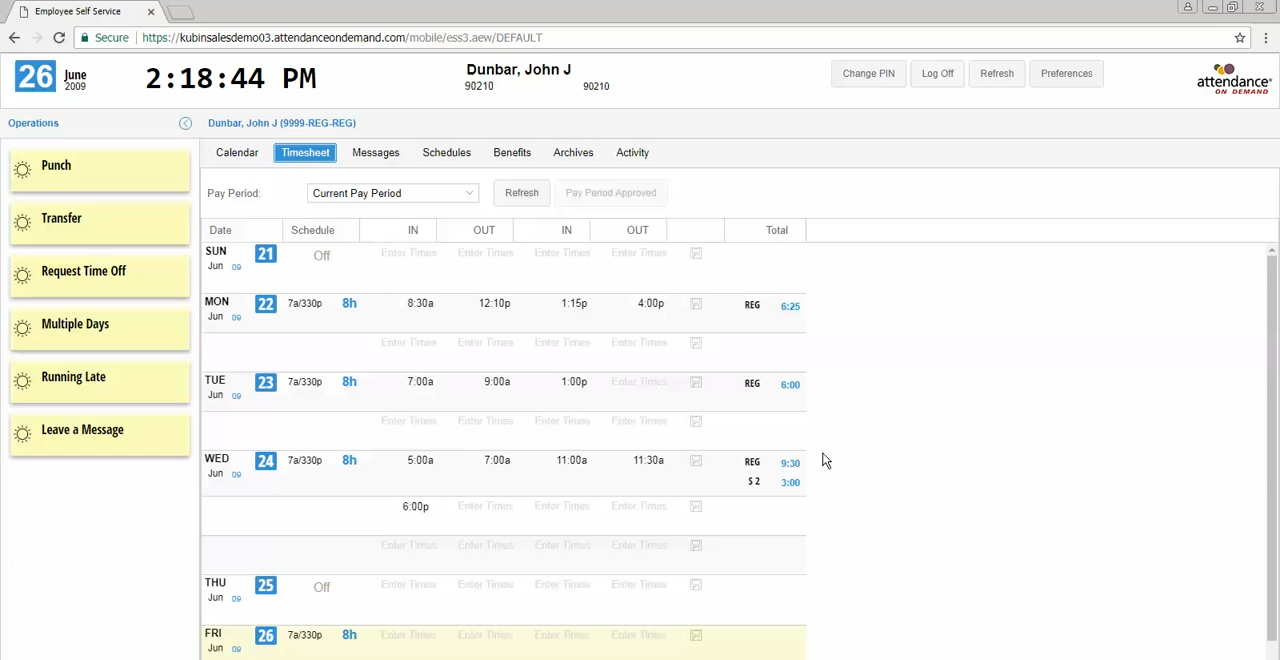 Employee Self Service
Secure https://kubinsalesdemo03.attendanceondemand.com/mobile/ess3.aew/DEFAULT
26 June 2009 2:18:44 PM
Dunbar, John J
90210 90210
Change PIN Log Off Refresh Preferences
attendance
ON DEMAND
Operations
Dunbar, John J (9999-REG-REG)
Punch
Transfer
Request Time Off
Multiple Days
Running Late
Leave a Message
Calendar Timesheet Messages Schedules Benefits Archives Activity
Pay Period: Current Pay Period Refresh Pay Period Approved
Date Schedule IN OUT IN OUT Total
SUN 21 Off Enter Times Enter Times Enter Times Enter Times
Jun 09
MON 22 7a/330p 8h 8:30a 12:10p 1:15p 4:00p REG 6:25
Jun 09
Enter Times Enter Times Enter Times Enter Times
TUE 23 7a/330p 8h 7:00a 9:00a 1:00p Enter Times REG 6:00
Jun 09
Enter Times Enter Times Enter Times Enter Times
WED 24 7a/330p 8h 5:00a 7:00a 11:00a 11:30a REG 9:30
Jun 09 S 2 3:00
6:00p Enter Times Enter Times Enter Times
Enter Times Enter Times Enter Times Enter Times
THU 25 Off Enter Times Enter Times Enter Times Enter Times
Jun 09
FRI 26 7a/330p 8h Enter Times Enter Times Enter Times Enter Times
Jun 09